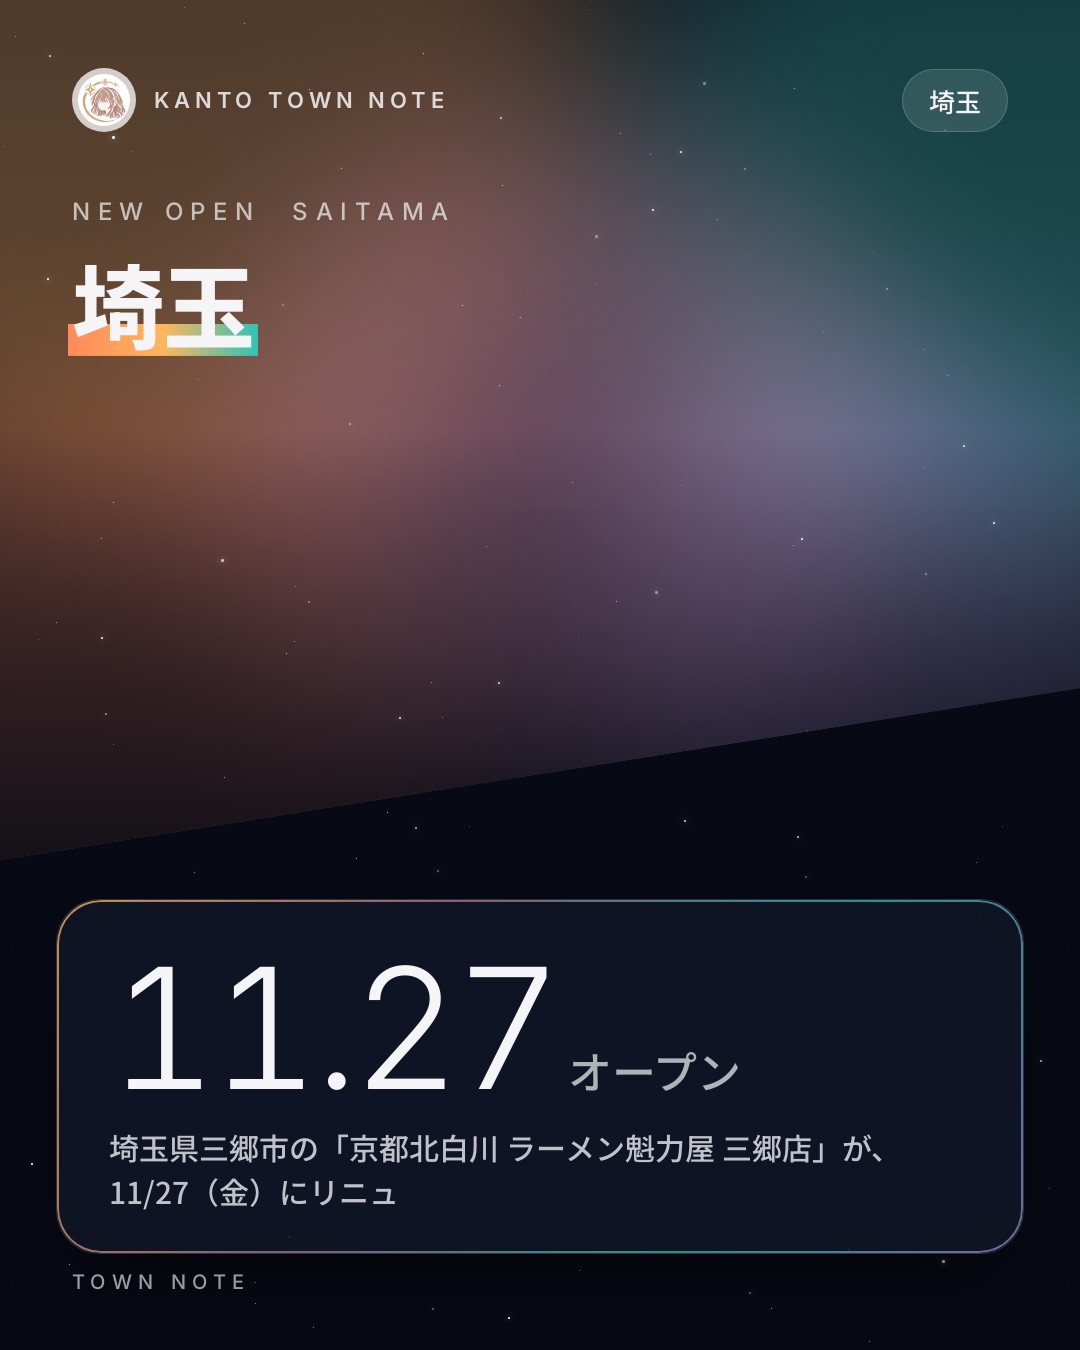 KANTO TOWN NOTE
埼玉
NEW OPEN SAITAMA
埼玉
11.27 オープン
埼玉県三郷市の「京都北白川 ラーメン魁力屋 三郷店」が、
11/27（金）にリニュ
TOWN NOTE